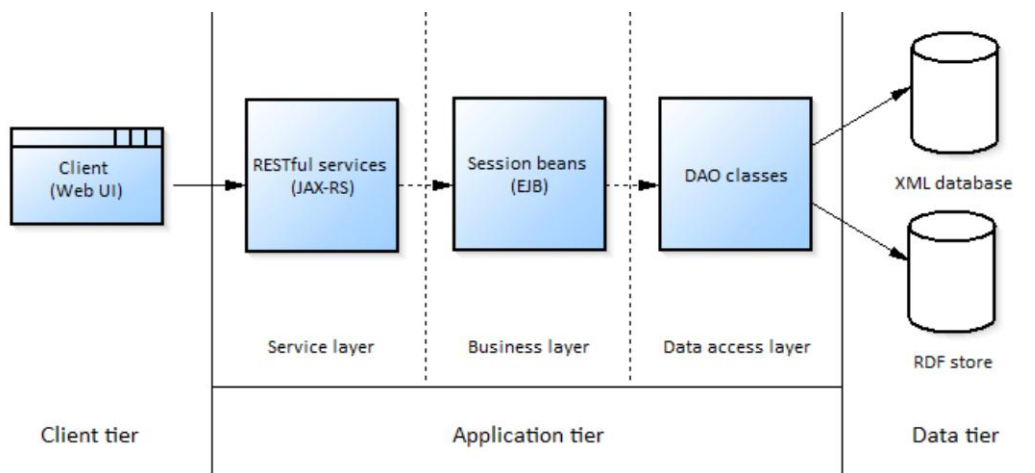 Client
(Web UI)
RESTful services
(JAX-RS)
Session beans
(EJB)
DAO classes
XML database
RDF store
Service layer
Business layer
Data access layer
Client tier
Application tier
Data tier